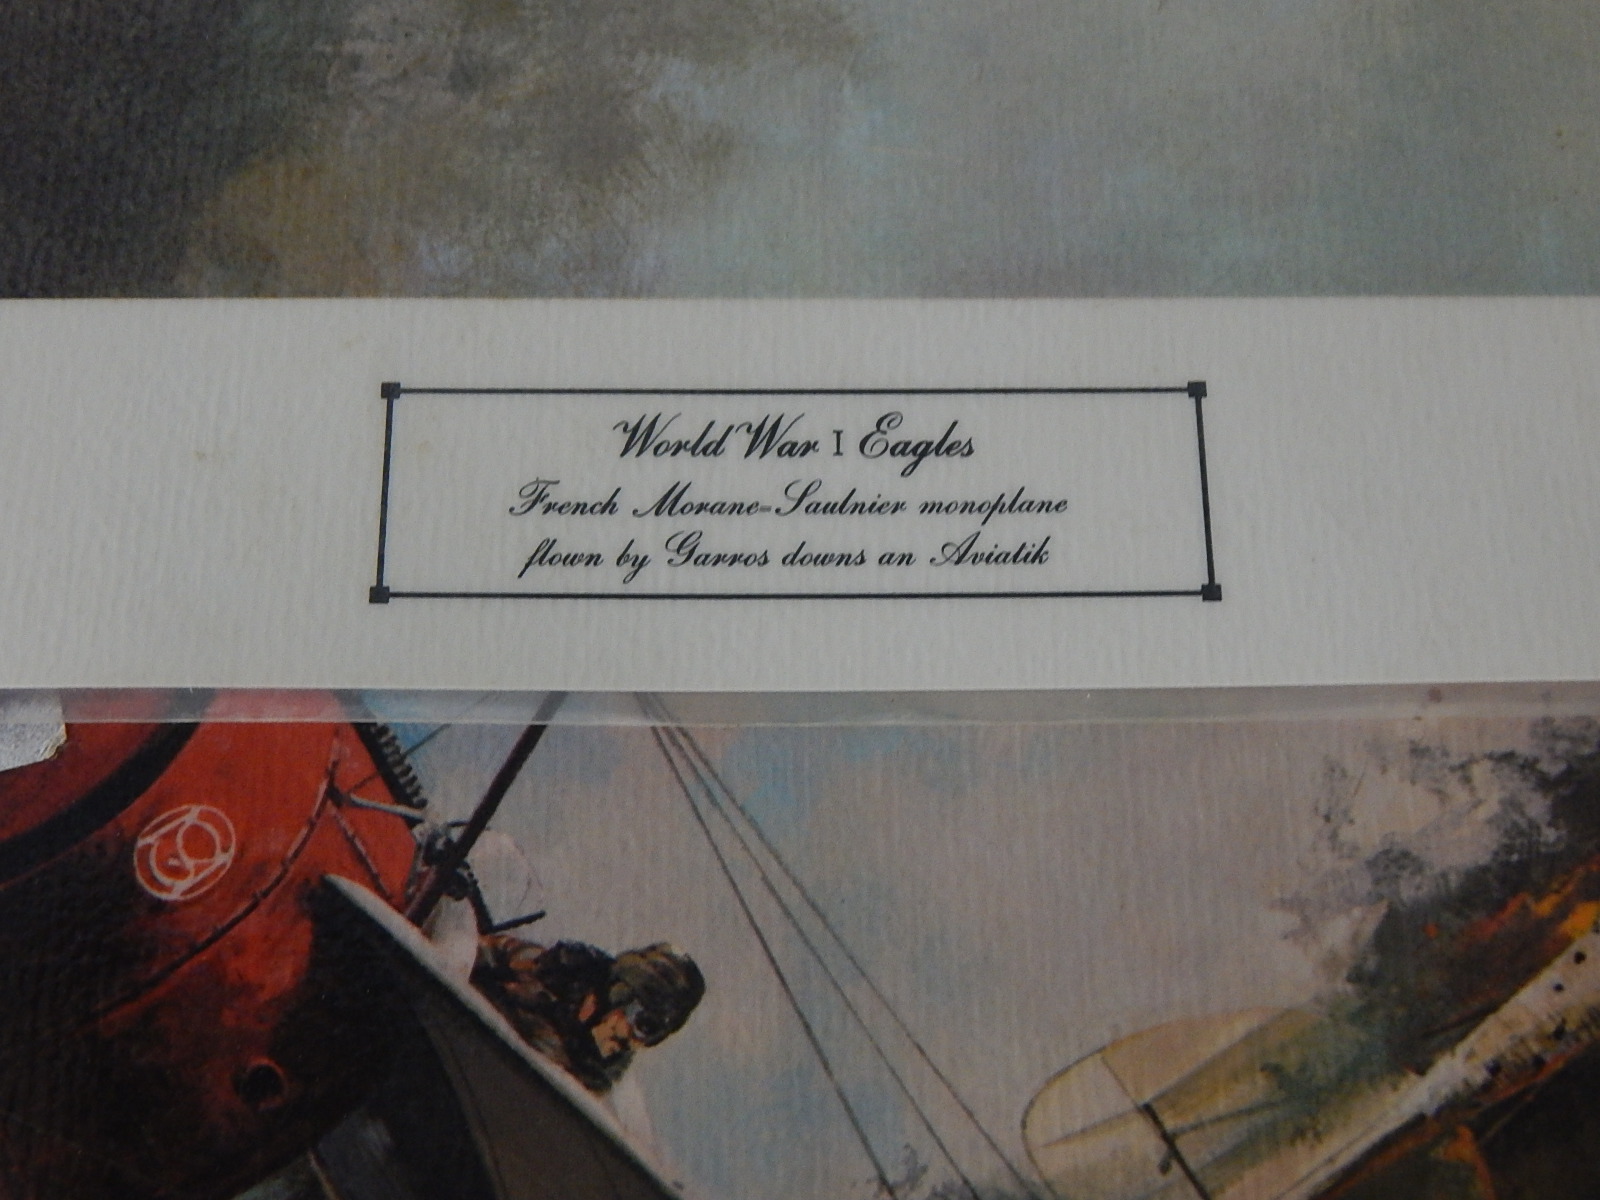 World War I Eagles
French Morane-Saulnier monoplane
flown by Garros downs an Aviatik